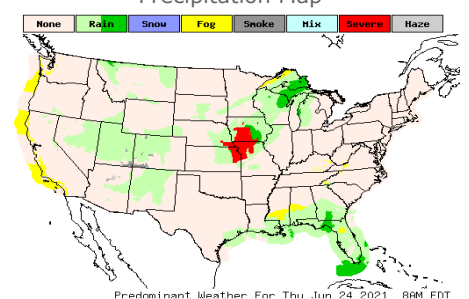 Precipitation Map
None Rain Snow Fog Smoke Mix Severe Haze
Predominant Weather For Thu Jun 24 2021 8AM EDT